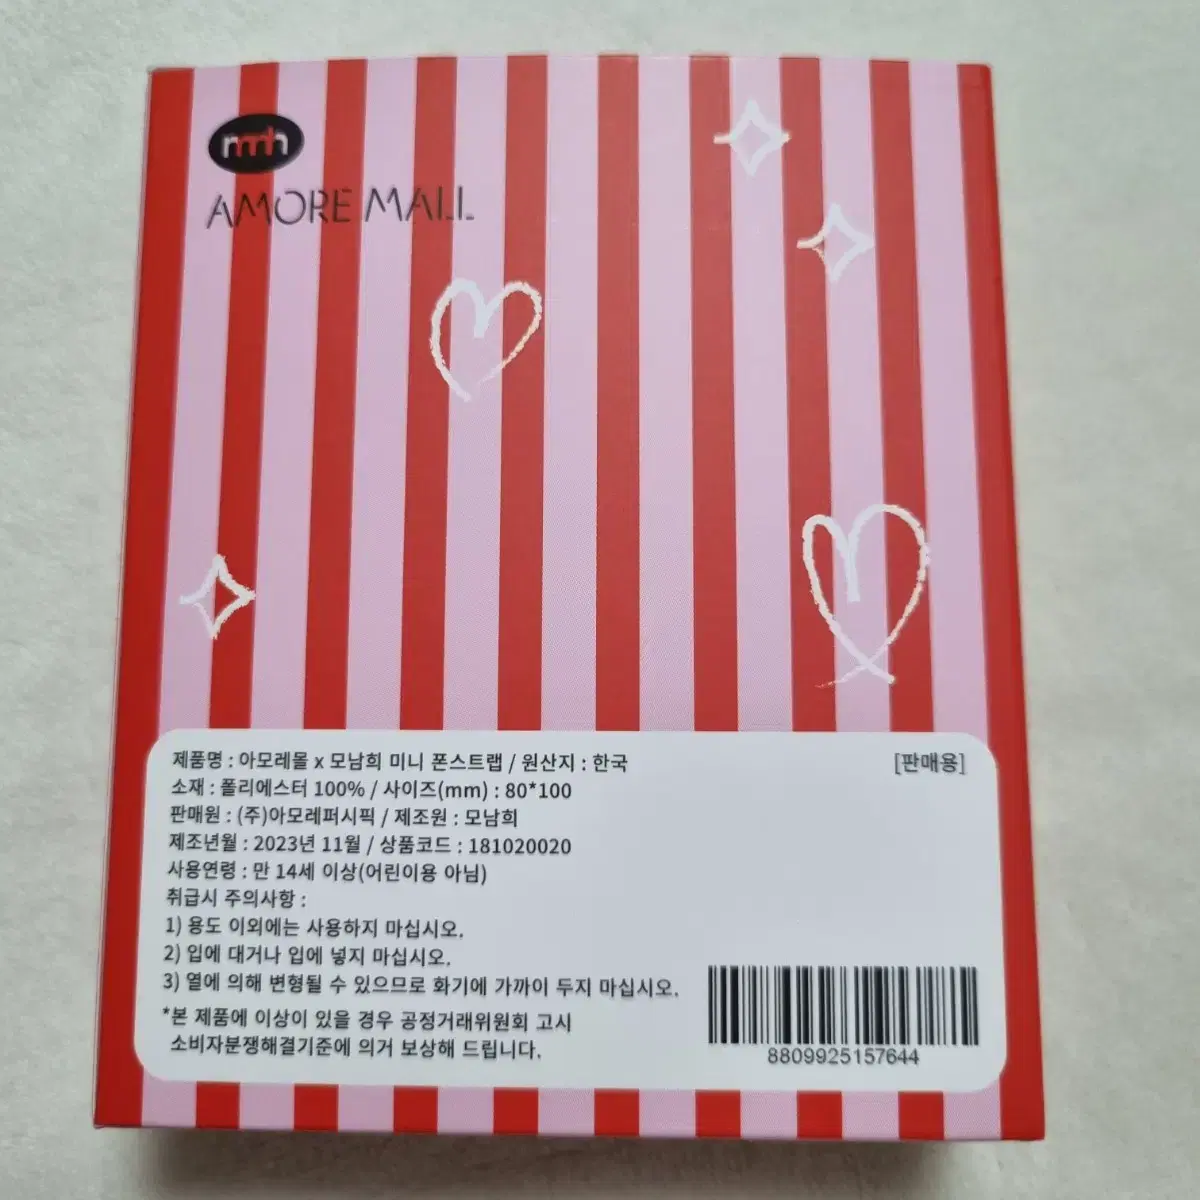 nmh
AMORE MALL
제품명 : 아모레몰 x 모남희 미니 폰스트랩 / 원산지 : 한국
[판매용]
소재 : 폴리에스터 100% / 사이즈(mm) : 80*100
판매원 : (주)아모레퍼시픽 / 제조원 : 모남희
제조년월 : 2023년 11월 / 상품코드 : 181020020
사용연령 : 만 14세 이상(어린이용 아님)
취급시 주의사항 :
1) 용도 이외에는 사용하지 마십시오.
2) 입에 대거나 입에 넣지 마십시오.
3) 열에 의해 변형될 수 있으므로 화기에 가까이 두지 마십시오.
*본 제품에 이상이 있을 경우 공정거래위원회 고시
소비자분쟁해결기준에 의거 보상해 드립니다.
8809925157644